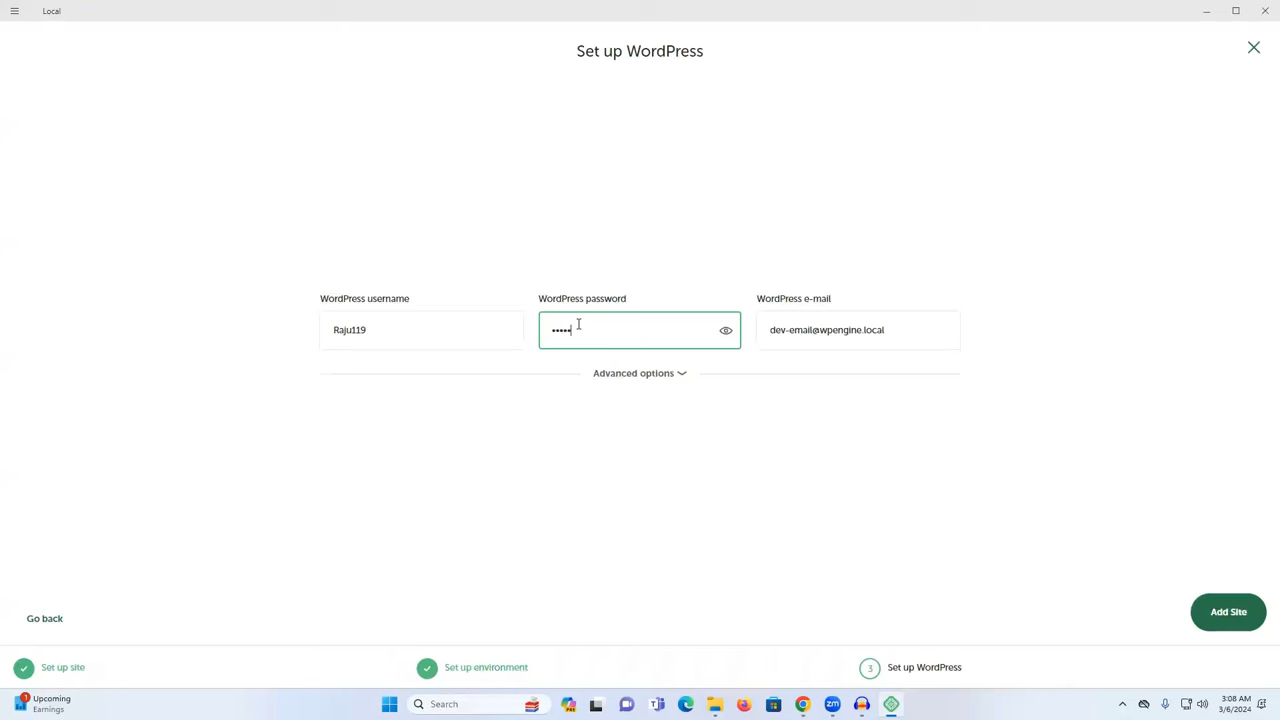 Local
Set up WordPress
WordPress username
WordPress password
WordPress e-mail
Raju119
•••••
dev-email@wpengine.local
Advanced options
Go back
Add Site
Set up site
Set up environment
3
Set up WordPress
1
Upcoming
Earnings
Search
zm
3:08 AM
3/6/2024